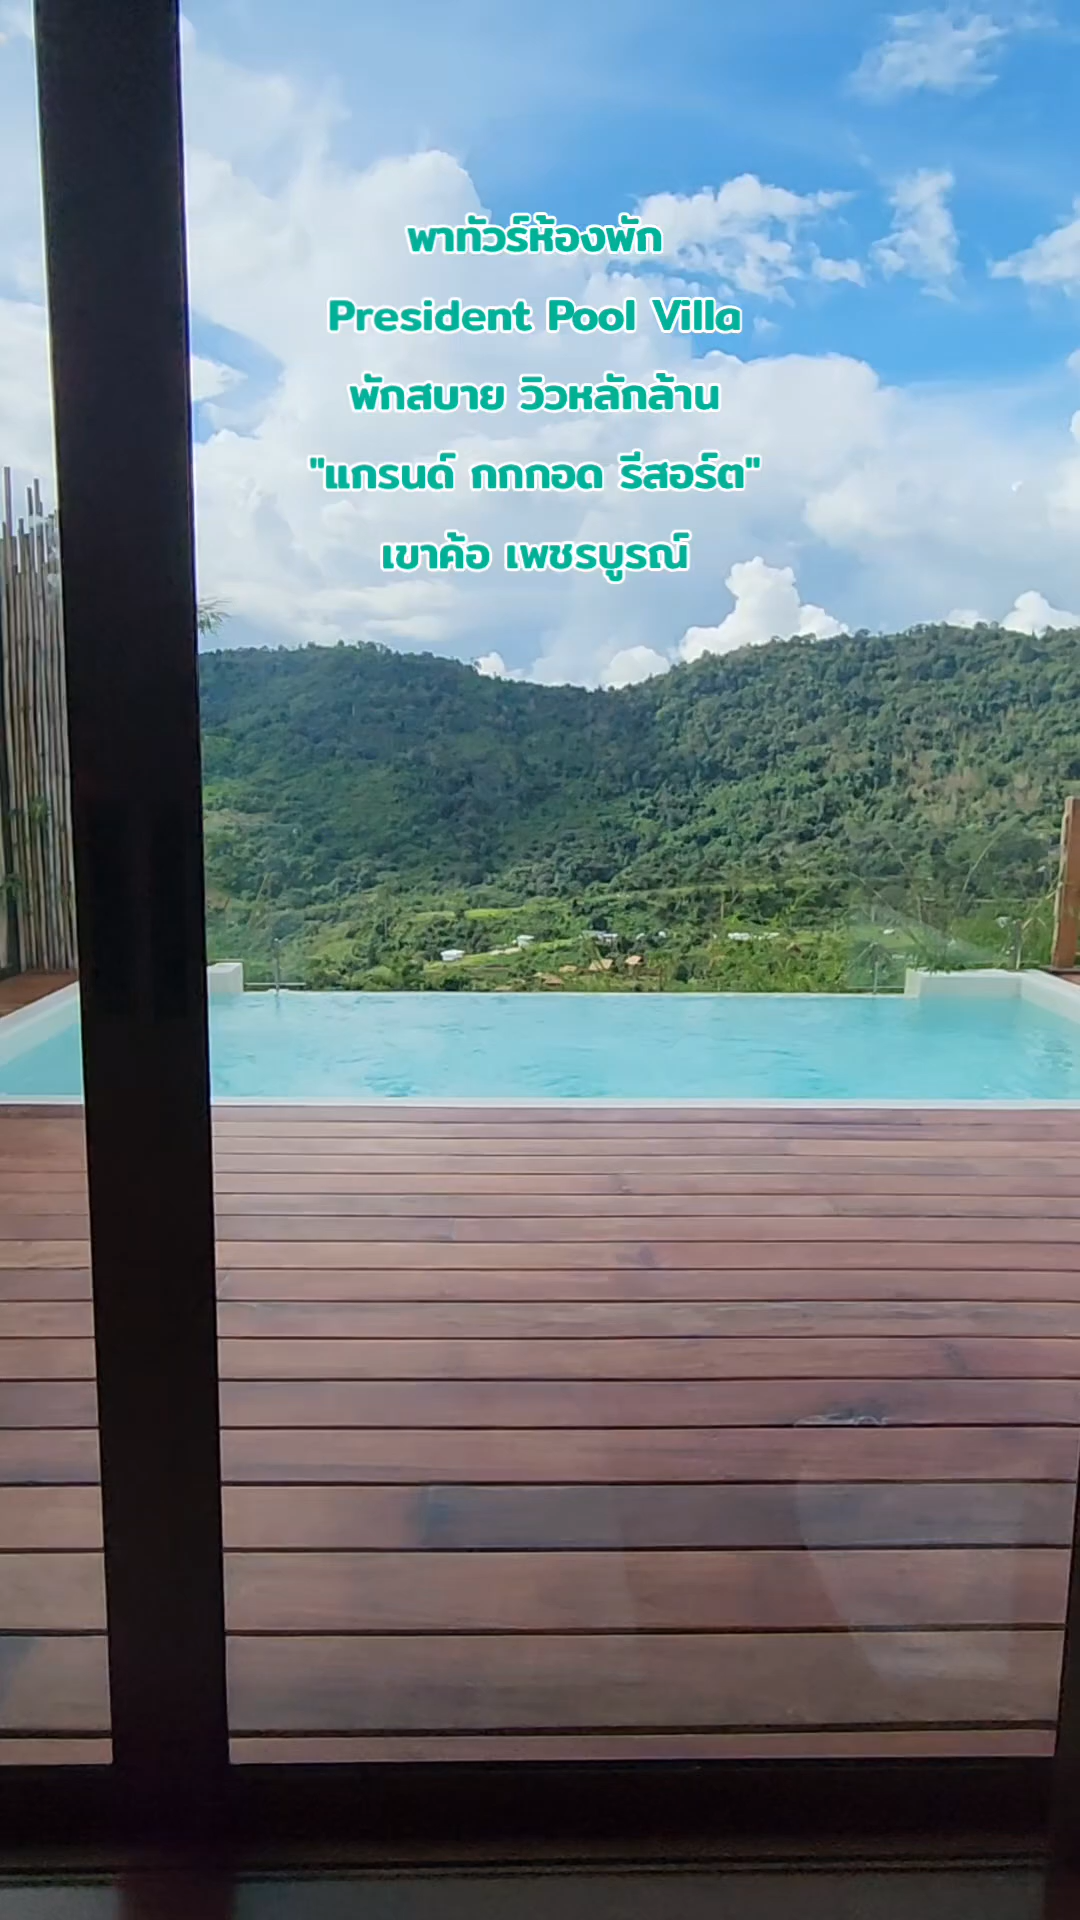 พาทัวร์ห้องพัก
President Pool Villa
พักสบาย วิวหลักล้าน
"แกรนด์ กกกอด รีสอร์ต"
เขาค้อ เพชรบูรณ์